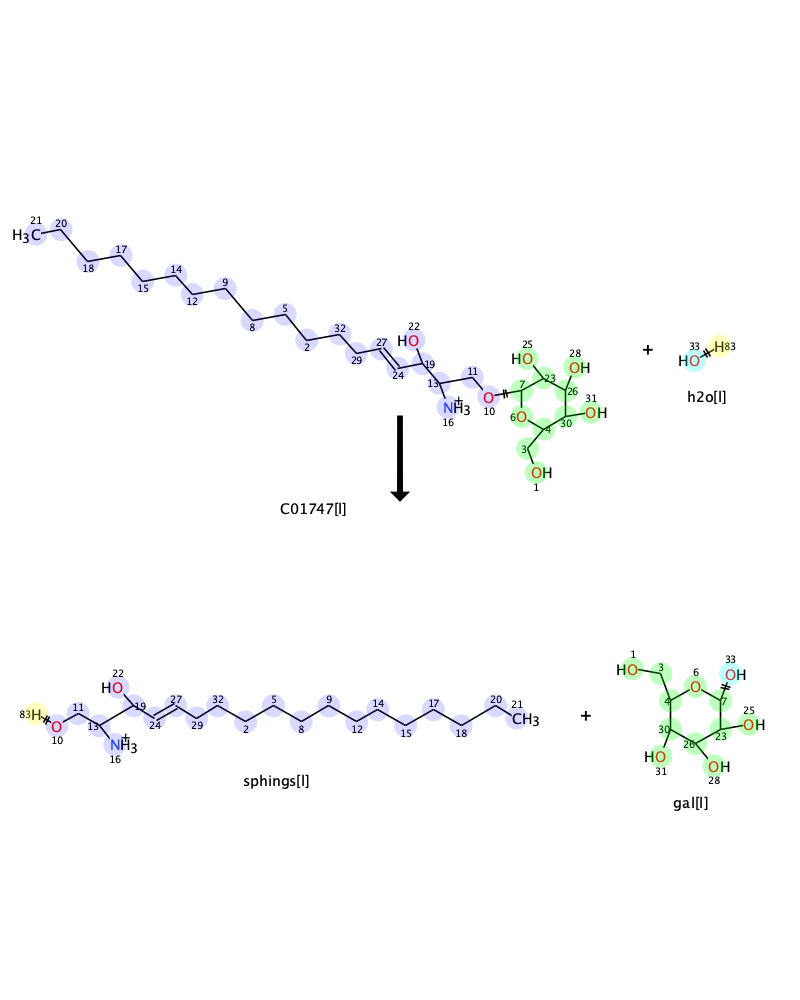 21 20
H3C
17
18
14
15
9
12
5
8
32
2
27
29
22
HO
24
19
13
11
NH3
+
16
O
10
25
HO
28
OH
7
23
26
31
OH
6
O
4
30
3
OH
1
+
33
HO
H83
h2o[l]
C01747[l]
22
HO
83H
O
10
11
13
19
NH3
+
16
24
27
29
32
2
5
8
9
12
14
15
17
18
20
21
CH3
sphings[l]
+
1
HO
3
6
O
33
OH
4
7
25
OH
30
23
26
HO
31
OH
28
gal[l]